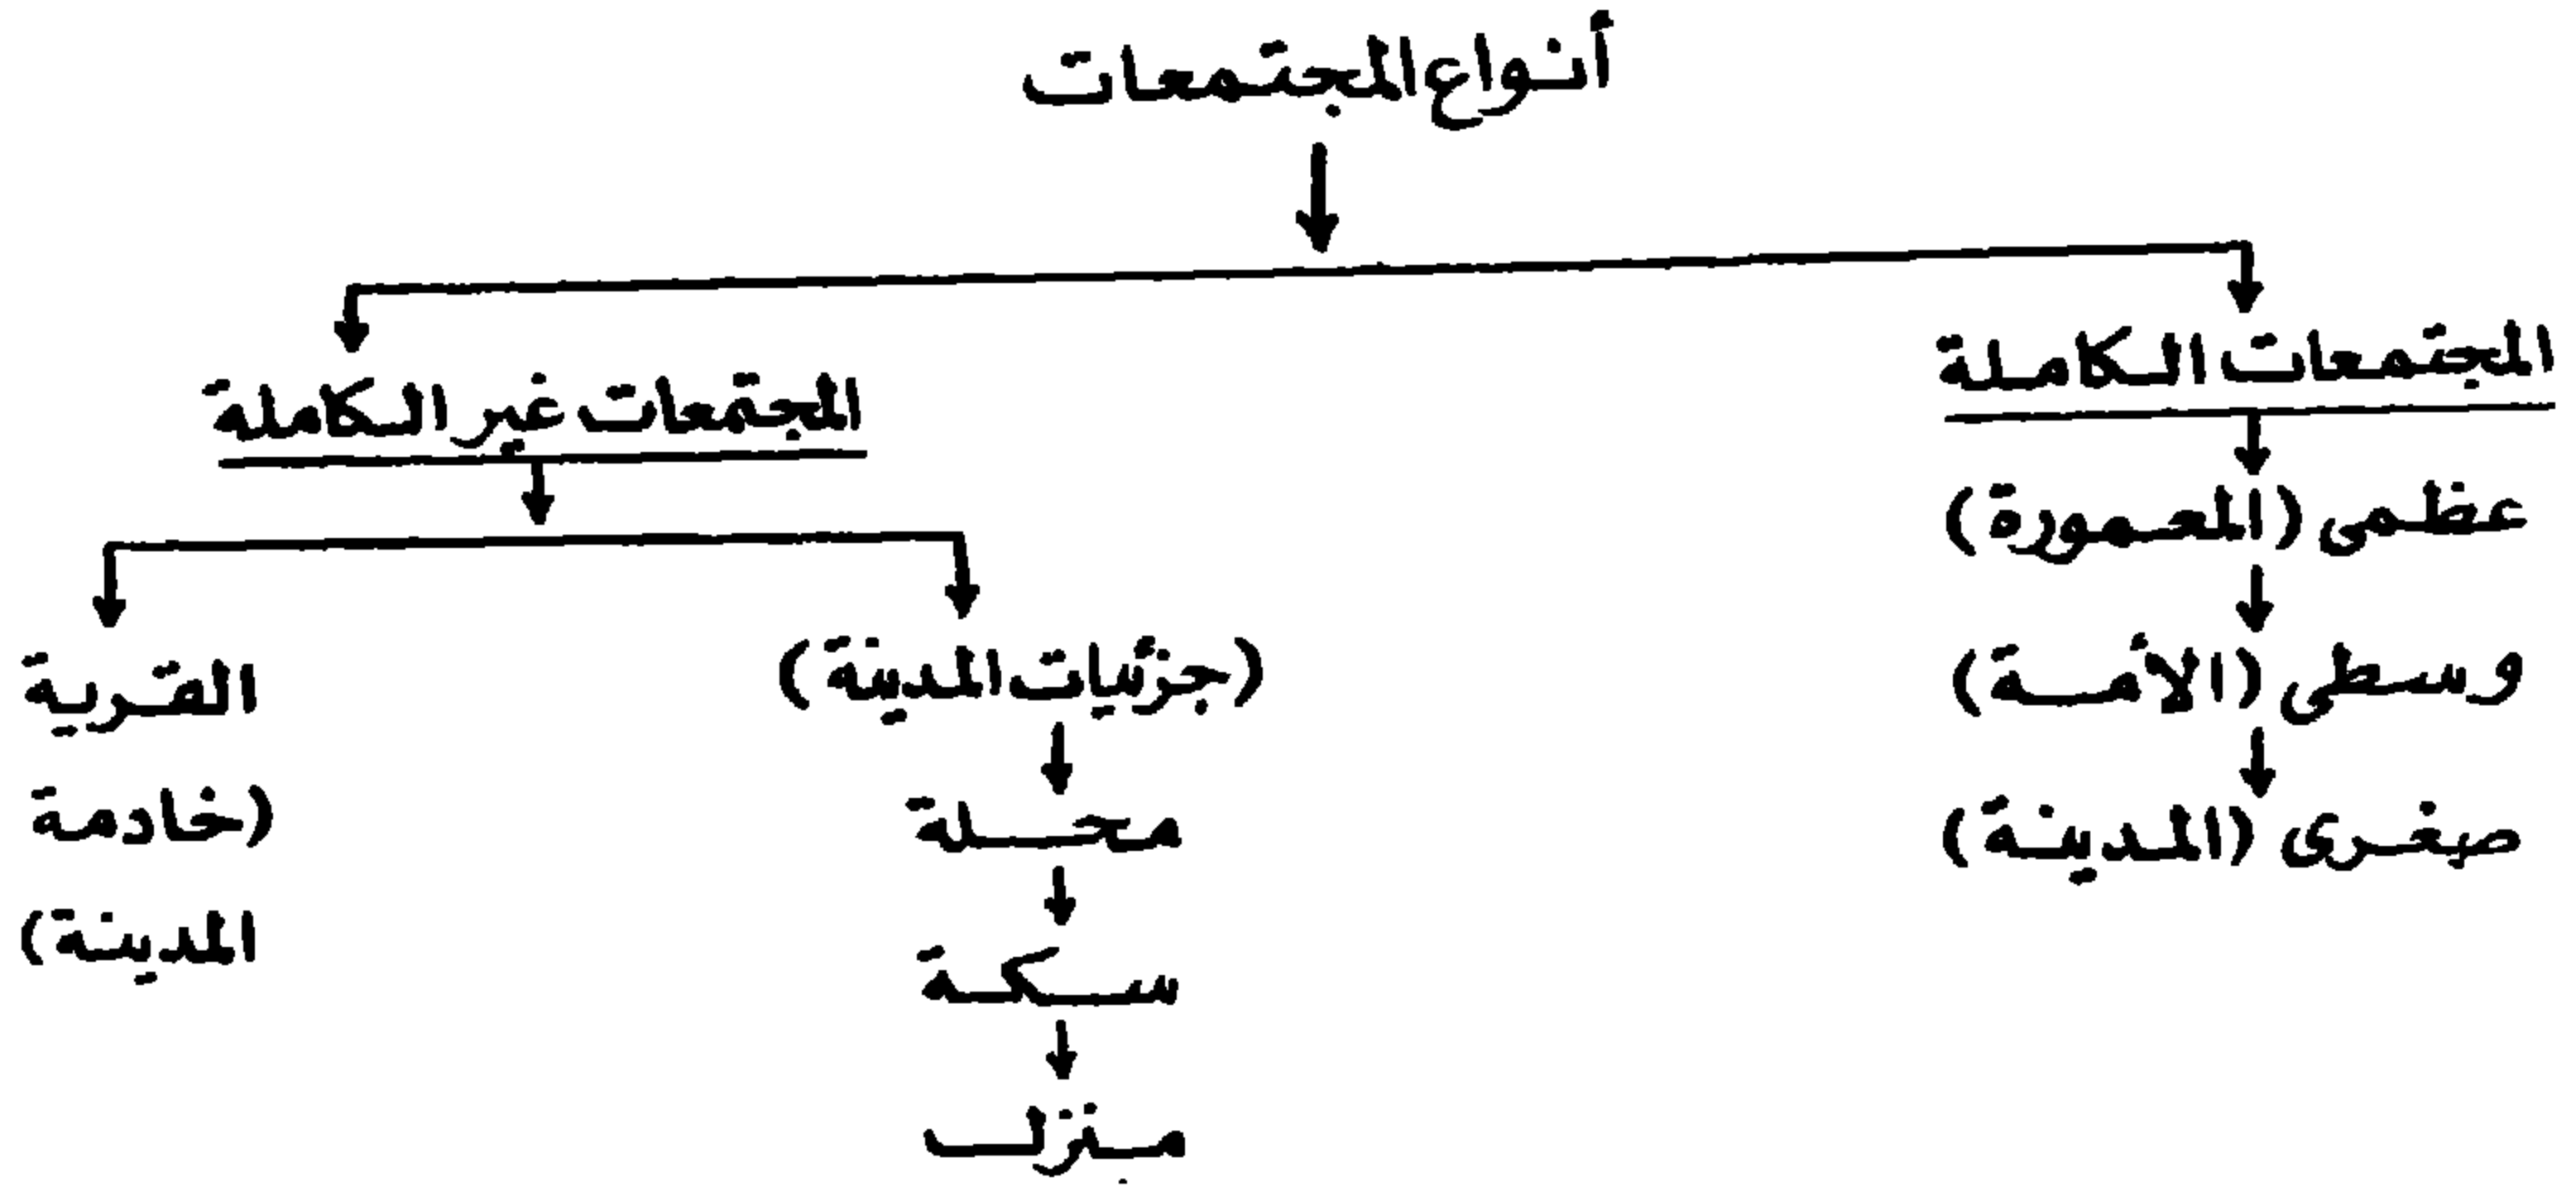 أنواع المجتمعات
المجتمعات الكاملة
عظمى (المعمورة)
وسطى (الأمة)
صغرى (المدينة)
المجتمعات غير الكاملة
(جزئيات المدينة)
محلة
سكة
منزل
القرية
(خادمة
المدينة)